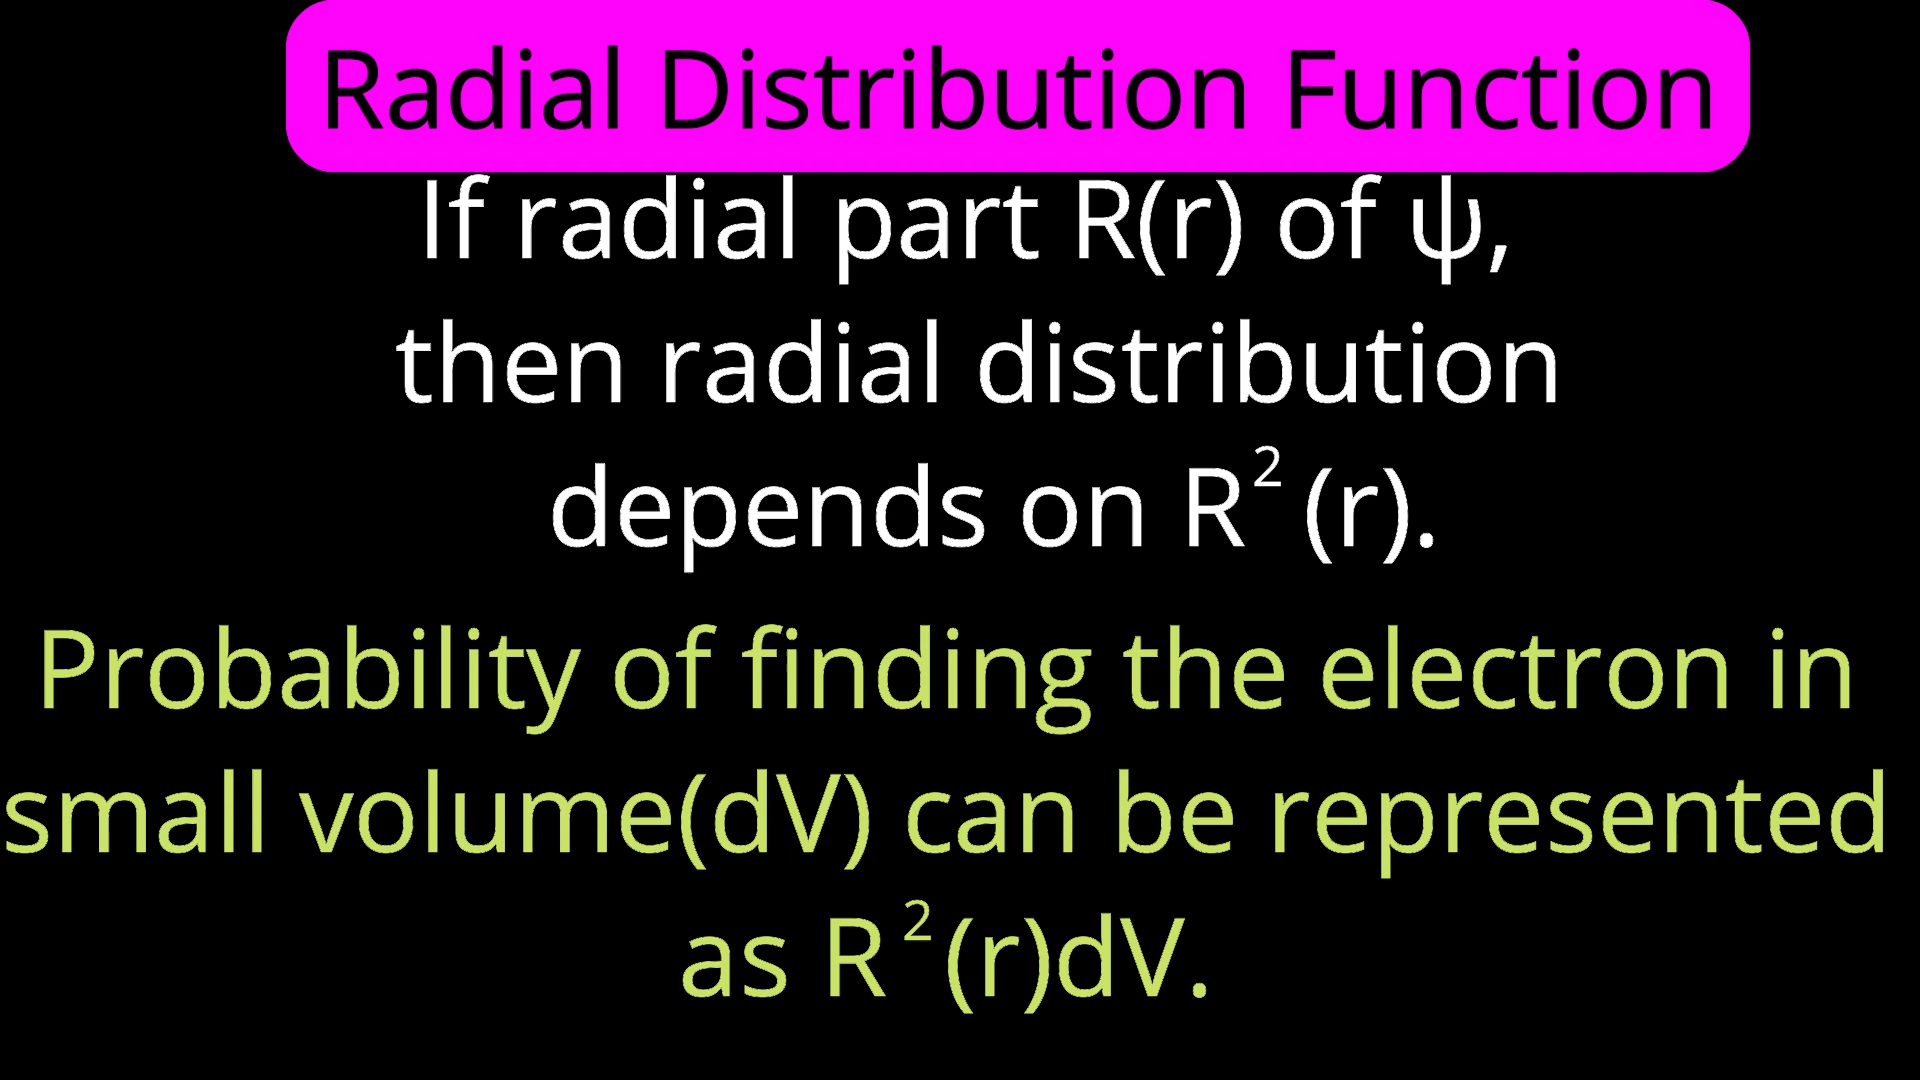 Radial Distribution Function
If radial part R(r) of ψ,
then radial distribution
depends on R²(r).
Probability of finding the electron in
small volume(dV) can be represented
as R²(r)dV.